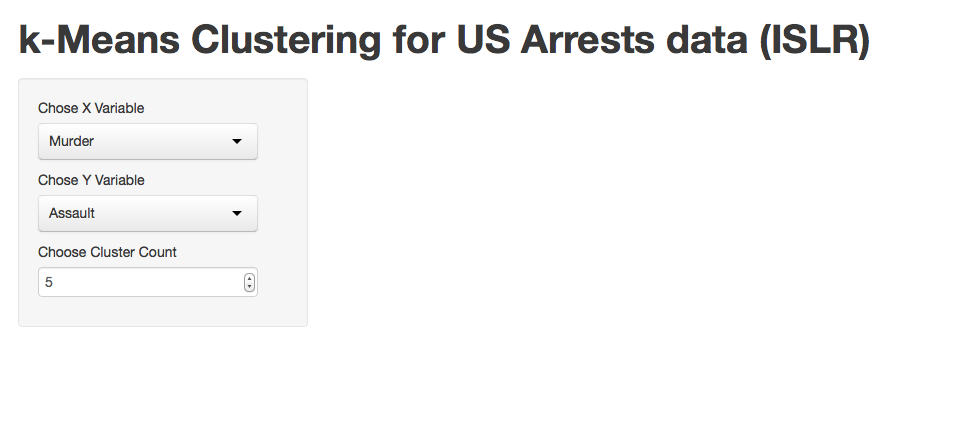 k-Means Clustering for US Arrests data (ISLR)
Chose X Variable
Murder
Chose Y Variable
Assault
Choose Cluster Count
5